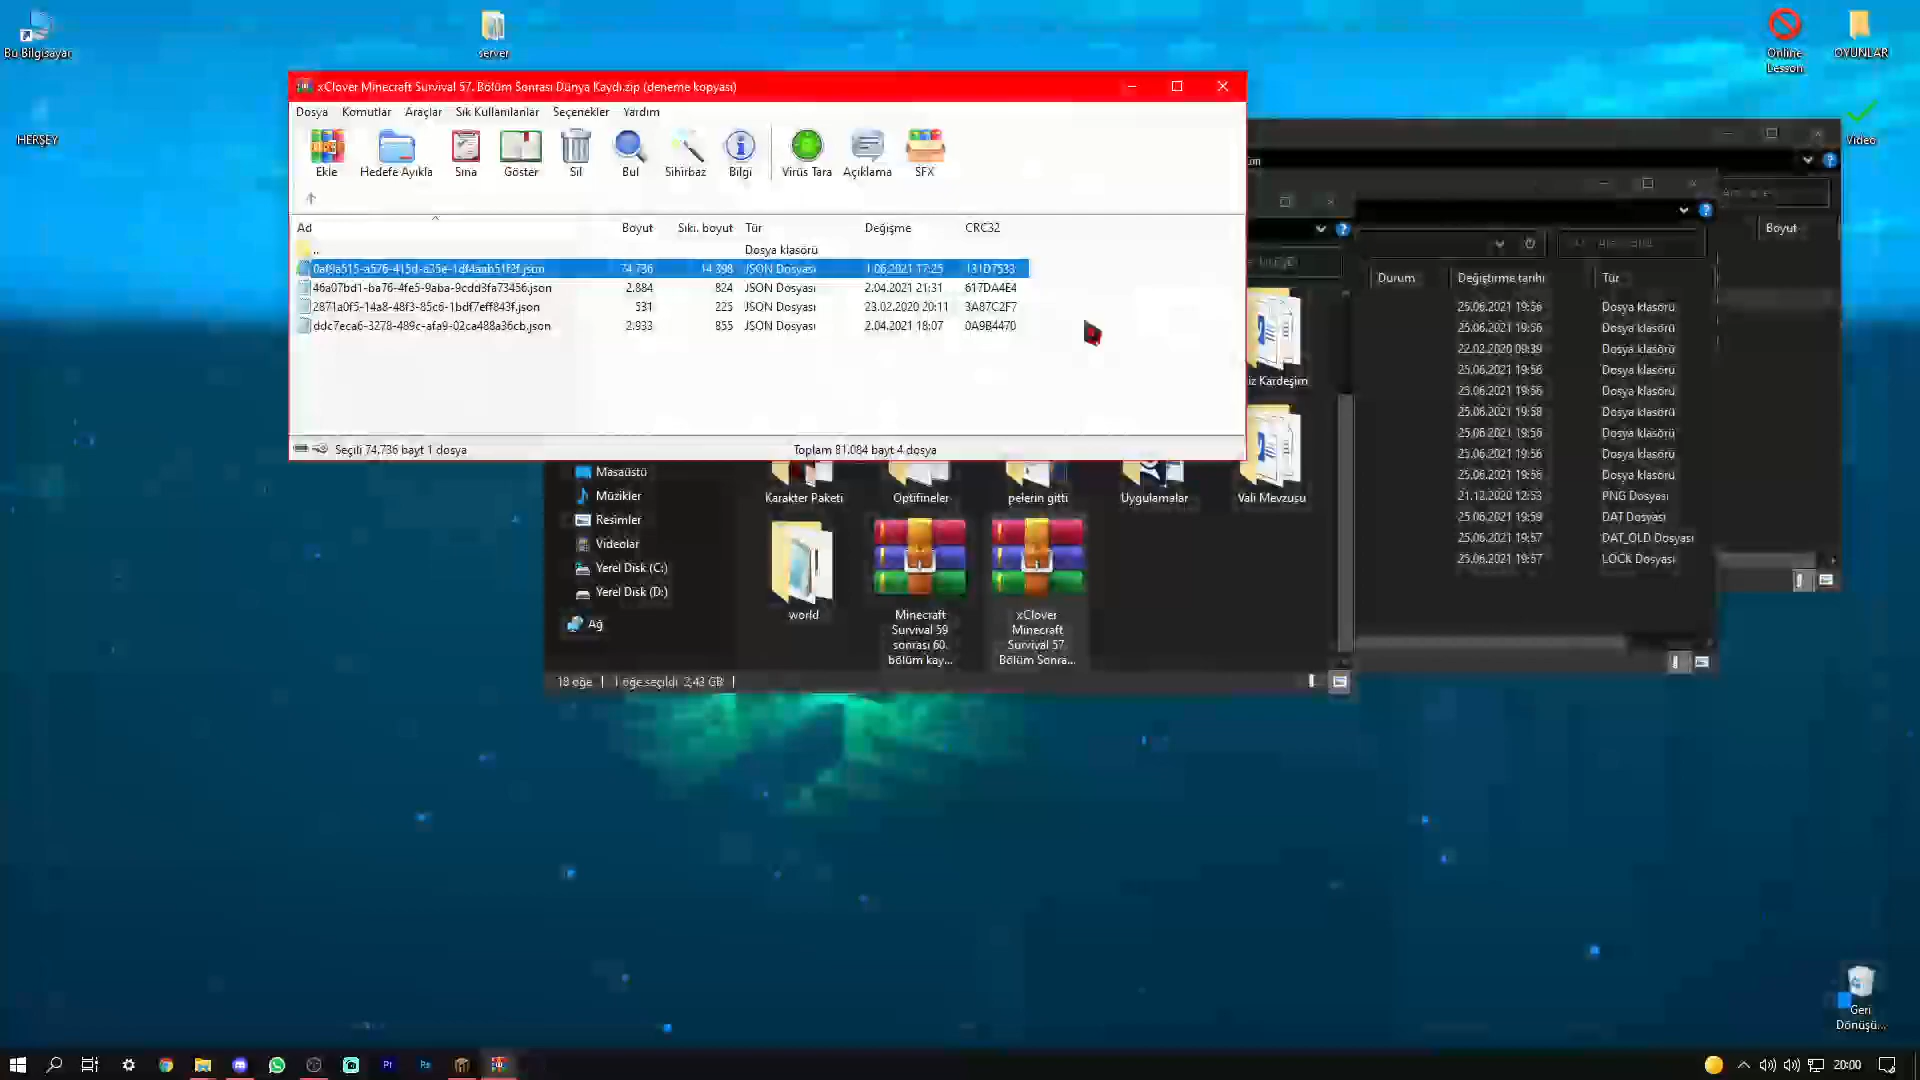 Bu Bilgisayar
server
Online
Lesson
OYUNLAR
HERŞEY
Video
xClover Minecraft Survival 57. Bölüm Sonrası Dünya Kaydı.zip (deneme kopyası)
Dosya Komutlar Araçlar Sık Kullanılanlar Seçenekler Yardım
Ekle Hedefe Ayıkla Sına Göster Sil Bul Sihirbaz Bilgi Virüs Tara Açıklama SFX
Ad Boyut Sıkı. boyut Tür Değişme CRC32
.. Dosya klasörü
74.736 14.398 JSON Dosyası 1.06.2021 17:25 131D7533
46a07bd1-ba76-4fe5-9aba-9cdd3fa73456.json 2.884 824 JSON Dosyası 2.04.2021 21:31 617DA4E4
2871a0f5-14a8-48f3-85c6-1bdf7eff843f.json 531 225 JSON Dosyası 23.02.2020 20:11 3A87C2F7
ddc7eca6-3278-489c-afa9-02ca488a36cb.json 2.933 855 JSON Dosyası 2.04.2021 18:07 0A9B4470
Seçili 74.736 bayt 1 dosya Toplam 81.084 bayt 4 dosya
Boyut
Durum Değiştirme tarihi Tür
25.06.2021 19:56 Dosya klasörü
25.06.2021 19:56 Dosya klasörü
22.02.2020 09:39 Dosya klasörü
25.06.2021 19:56 Dosya klasörü
25.06.2021 19:56 Dosya klasörü
25.06.2021 19:58 Dosya klasörü
25.06.2021 19:56 Dosya klasörü
25.06.2021 19:56 Dosya klasörü
25.06.2021 19:56 Dosya klasörü
21.12.2020 12:53 PNG Dosyası
25.06.2021 19:59 DAT Dosyası
25.06.2021 19:57 DAT_OLD Dosyası
25.06.2021 19:57 LOCK Dosyası
iz Kardeşim
Masaüstü
Müzikler
Resimler
Videolar
Yerel Disk (C:)
Yerel Disk (D:)
Ağ
Karakter Paketi Optifineler pelerin gitti Uygulamalar Vali Mevzusu
world
Minecraft
Survival 59
sonrası 60.
bölüm kay...
xClover
Minecraft
Survival 57.
Bölüm Sonra...
18 öğe 1 öğe seçildi 2,43 GB
Geri
Dönüşü...
20:00